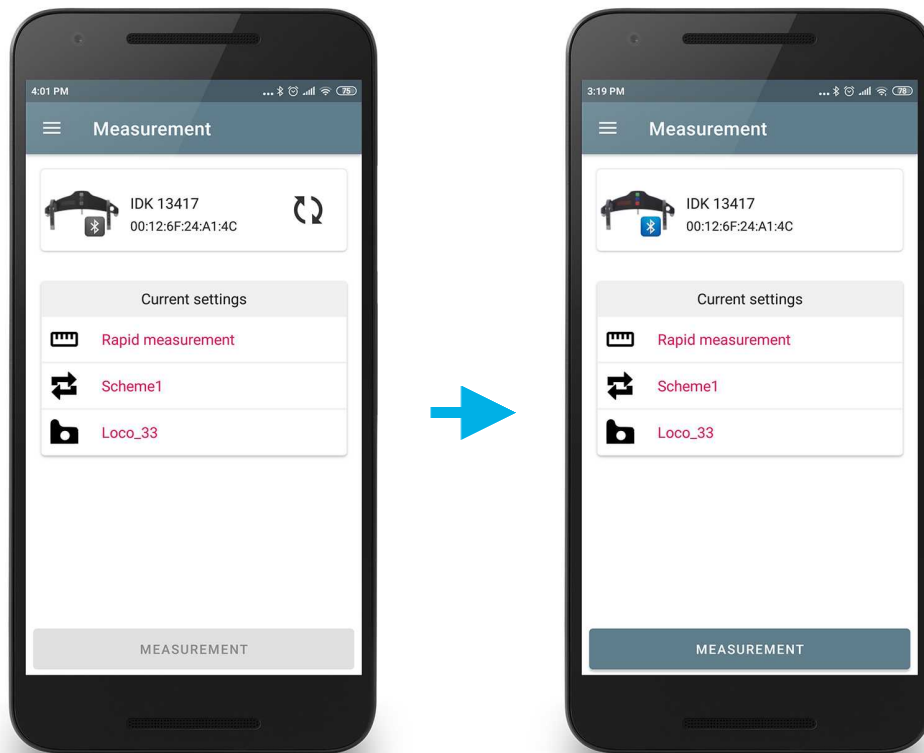 4:01 PM
75
Measurement
IDK 13417
00:12:6F:24:A1:4C
Current settings
Rapid measurement
Scheme1
Loco_33
MEASUREMENT
3:19 PM
78
Measurement
IDK 13417
00:12:6F:24:A1:4C
Current settings
Rapid measurement
Scheme1
Loco_33
MEASUREMENT